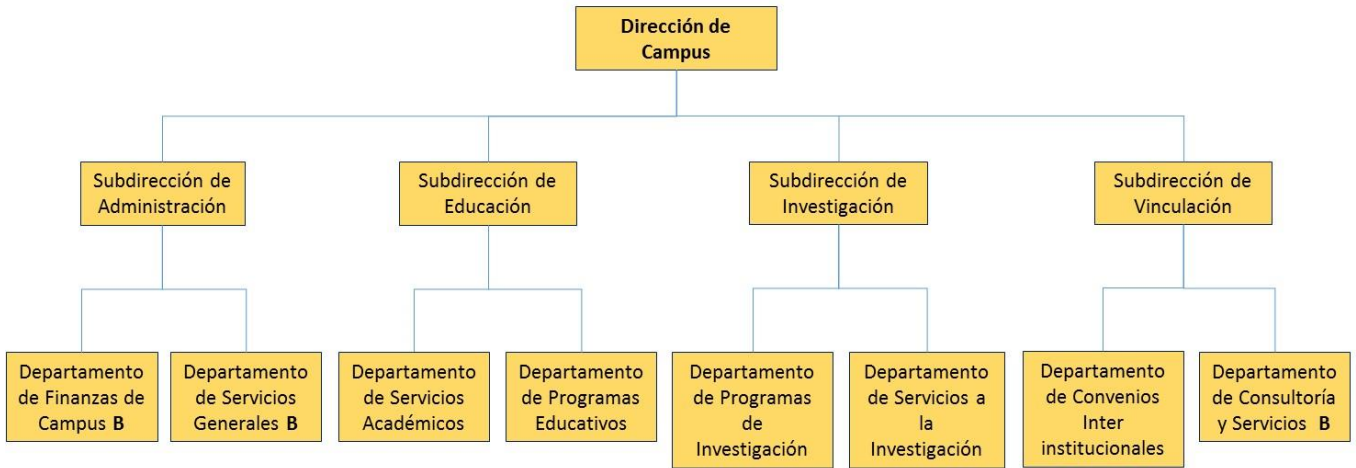 Dirección de
Campus
Subdirección de
Administración
Subdirección de
Educación
Subdirección de
Investigación
Subdirección de
Vinculación
Departamento
de Finanzas de
Campus B
Departamento
de Servicios
Generales B
Departamento
de Servicios
Académicos
Departamento
de Programas
Educativos
Departamento
de Programas
de
Investigación
Departamento
de Servicios a
la
Investigación
Departamento
de Convenios
Inter
institucionales
Departamento
de Consultoría
y Servicios B